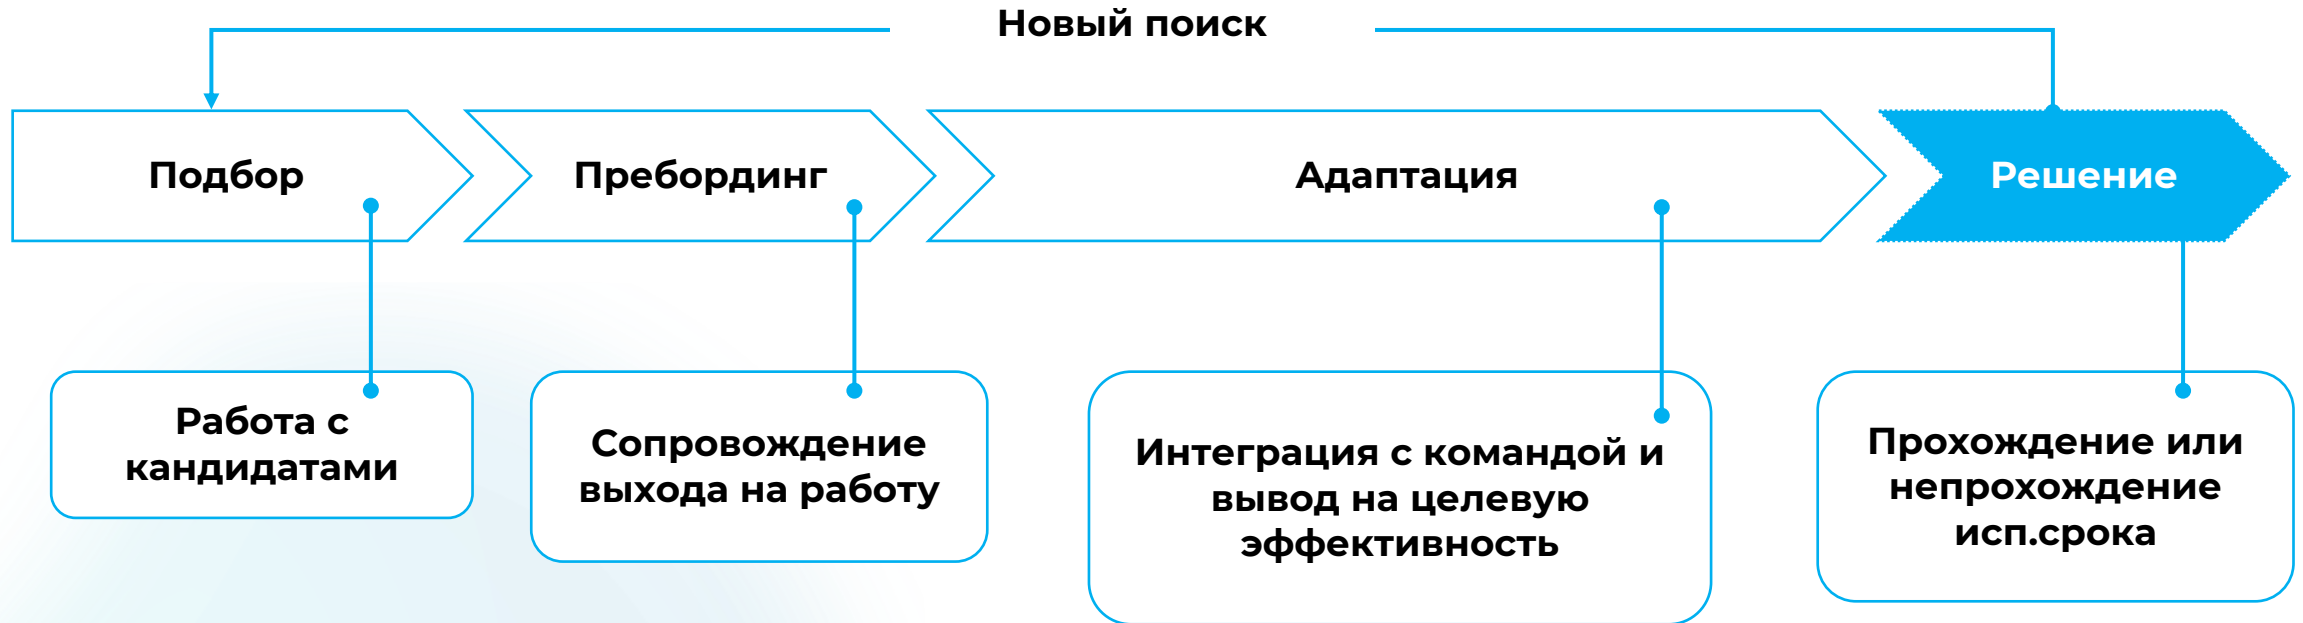 Новый поиск
Подбор
Пребординг
Адаптация
Решение
Работа с
кандидатами
Сопровождение
выхода на работу
Интеграция с командой и
вывод на целевую
эффективность
Прохождение или
непрохождение
исп.срока